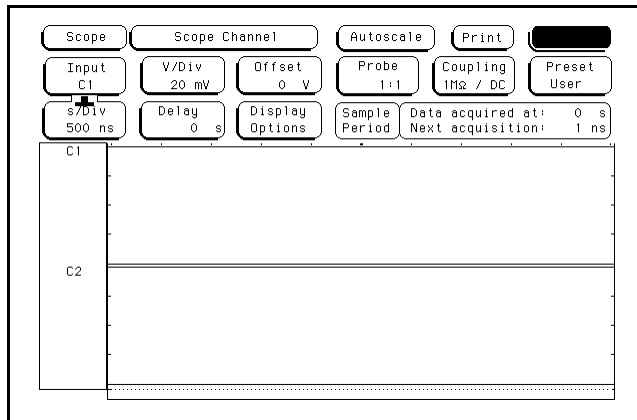 Scope Scope Channel Autoscale Print
Input V/Div Offset Probe Coupling Preset
C1 20 mV 0 V 1:1 1MΩ / DC User
s/Div Delay Display Sample Data acquired at: 0 s
500 ns 0 s Options Period Next acquisition: 1 ns
C1
C2